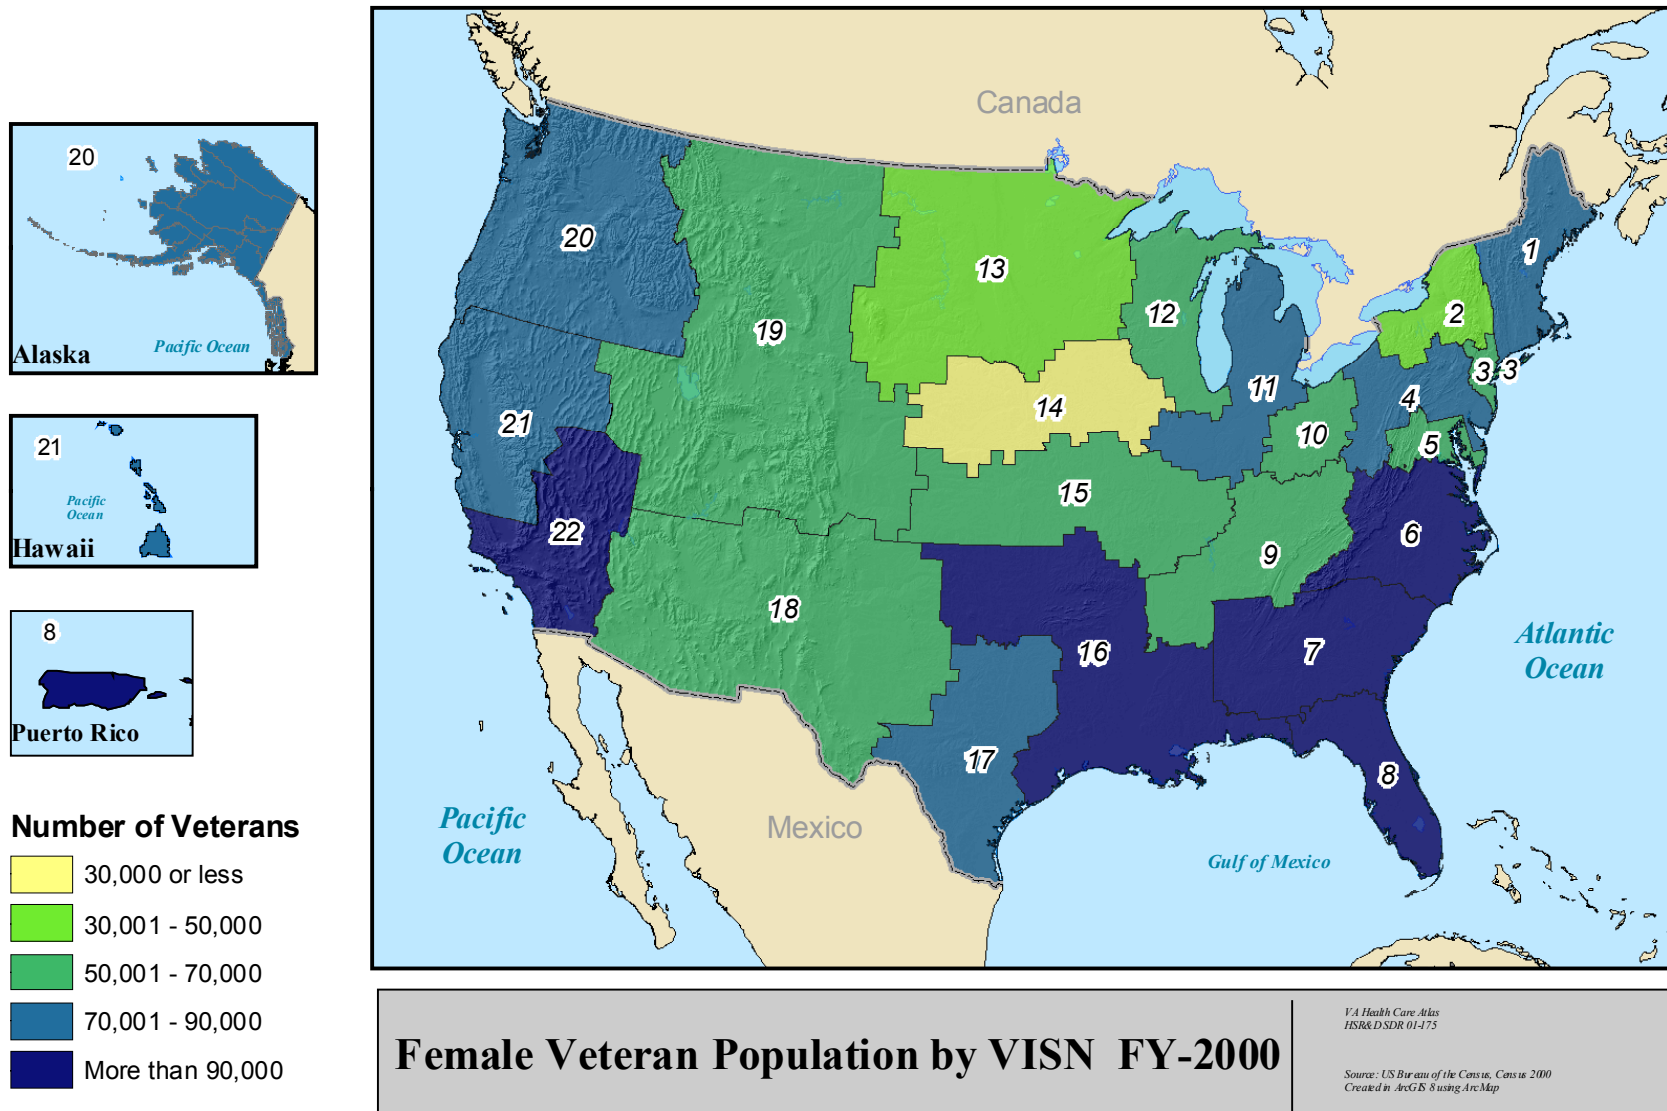 20
Pacific Ocean
Alaska
21
Pacific
Ocean
Hawaii
8
Puerto Rico
Number of Veterans
30,000 or less
30,001 - 50,000
50,001 - 70,000
70,001 - 90,000
More than 90,000
Canada
1
20
13
2
12
19
3
3
11
4
14
21
10
5
15
22
6
9
18
7
16
17
8
Atlantic
Ocean
Pacific
Ocean
Mexico
Gulf of Mexico
Female Veteran Population by VISN FY-2000
VA Health Care Atlas
HSR&D SDR 01-175
Source: US Bureau of the Census, Census 2000
Created in ArcGIS 8 using ArcMap